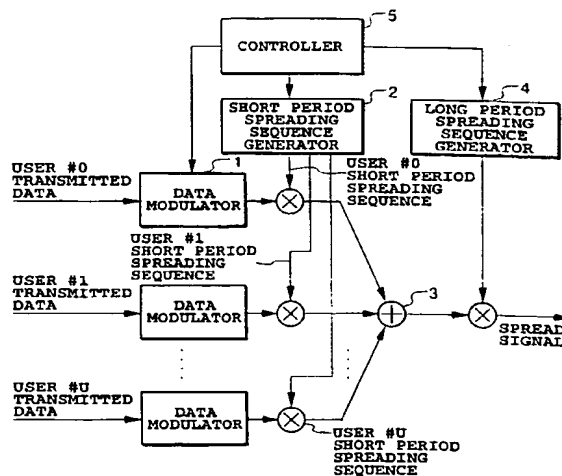 5
CONTROLLER
2
4
SHORT PERIOD
SPREADING
SEQUENCE
GENERATOR
LONG PERIOD
SPREADING
SEQUENCE
GENERATOR
USER #0
TRANSMITTED
DATA
1
DATA
MODULATOR
USER #0
SHORT PERIOD
SPREADING
SEQUENCE
USER #1
SHORT PERIOD
SPREADING
SEQUENCE
USER #1
TRANSMITTED
DATA
DATA
MODULATOR
3
SPREAD
SIGNAL
USER #U
TRANSMITTED
DATA
DATA
MODULATOR
USER #U
SHORT PERIOD
SPREADING
SEQUENCE